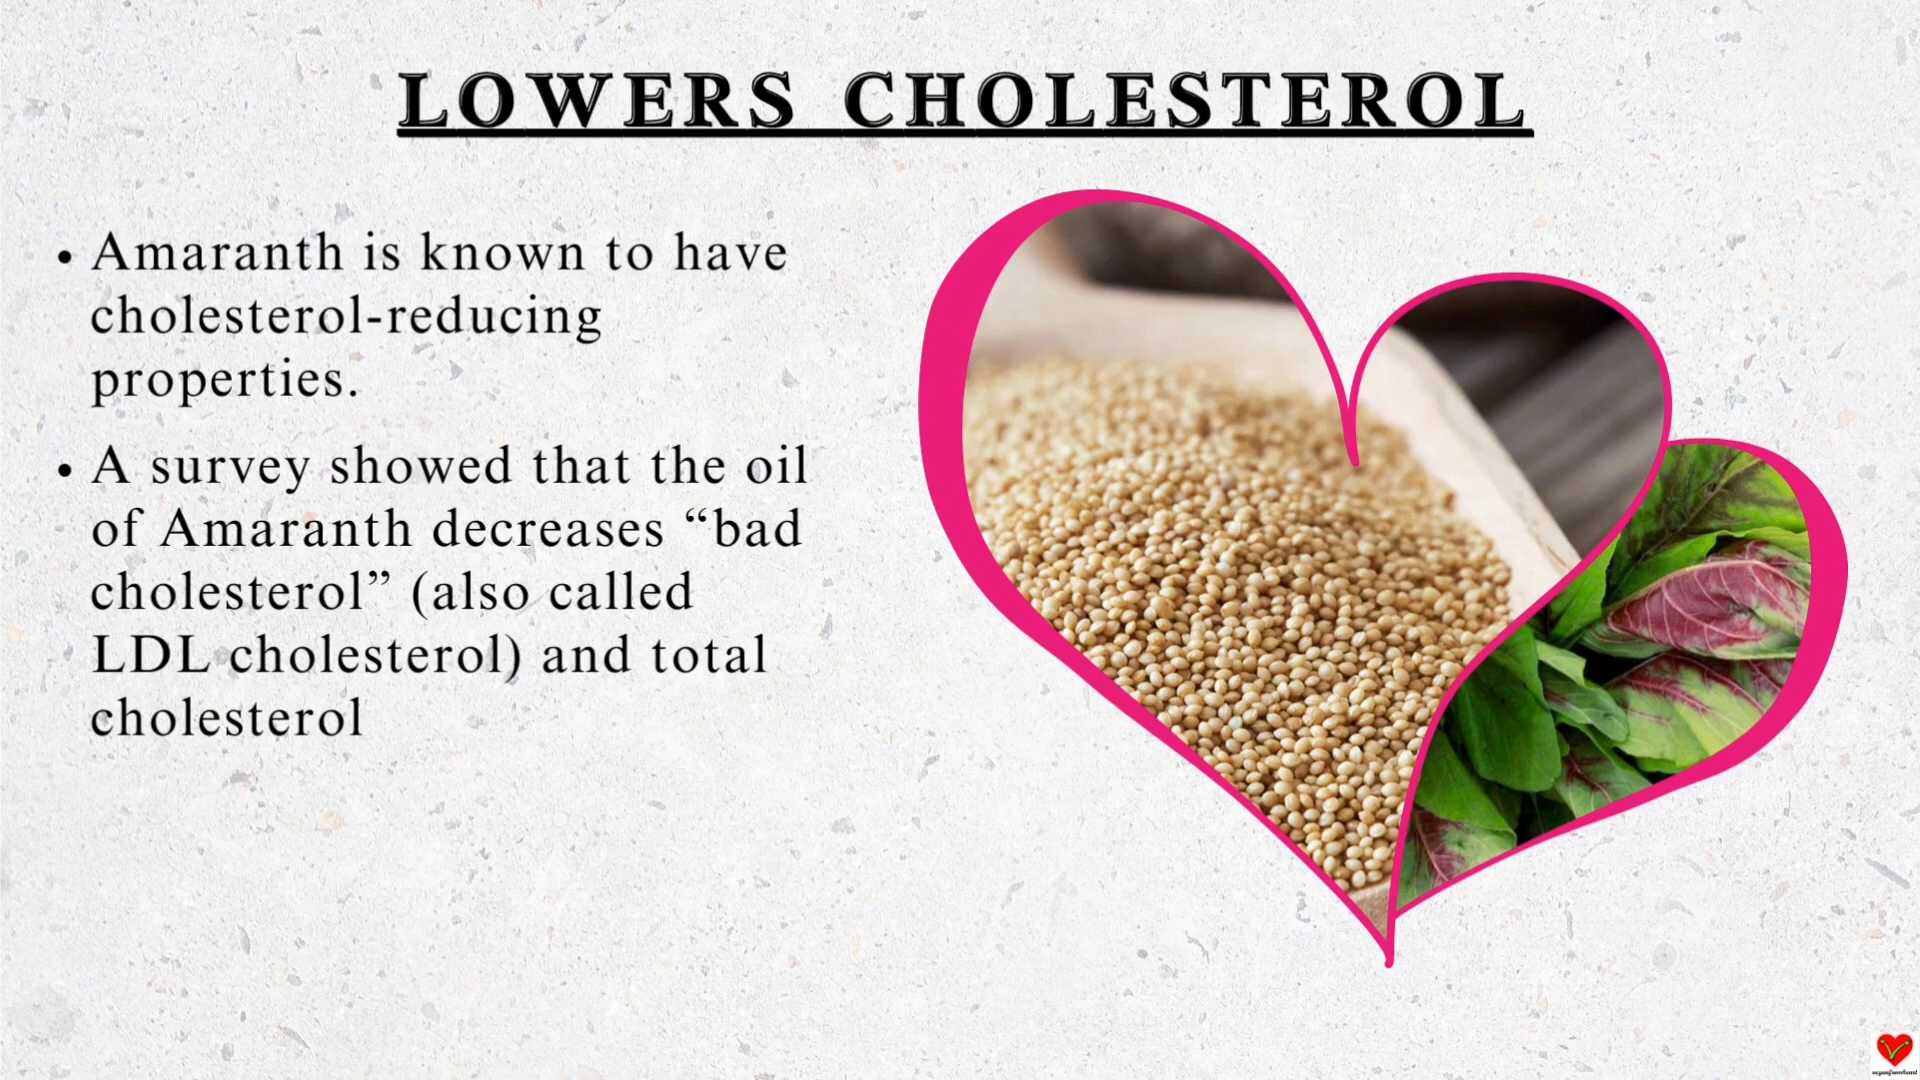 LOWERS CHOLESTEROL
• Amaranth is known to have
cholesterol-reducing
properties.
• A survey showed that the oil
of Amaranth decreases “bad
cholesterol” (also called
LDL cholesterol) and total
cholesterol